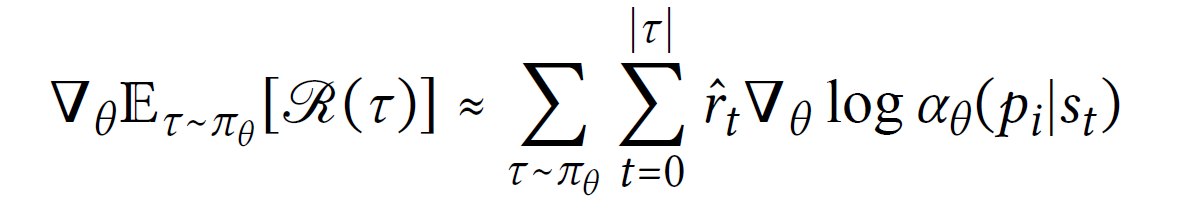 ∇_θ 𝔼_{τ∼π_θ}[ℛ(τ)] ≈ ∑_{τ∼π_θ} ∑_{t=0}^{|τ|} r̂_t ∇_θ log α_θ(p_i|s_t)